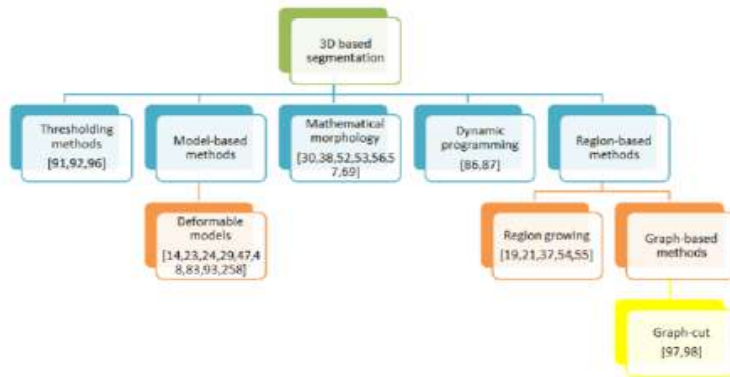 3D based
segmentation
Thresholding
methods
[91,92,96]
Model-based
methods
Mathematical
morphology
[30,38,52,53,56,5
7,69]
Dynamic
programming
[86,87]
Region-based
methods
Deformable
models
[14,23,24,29,47,4
8,83,93,258]
Region growing
[19,21,37,54,55]
Graph-based
methods
Graph-cut
[97,98]